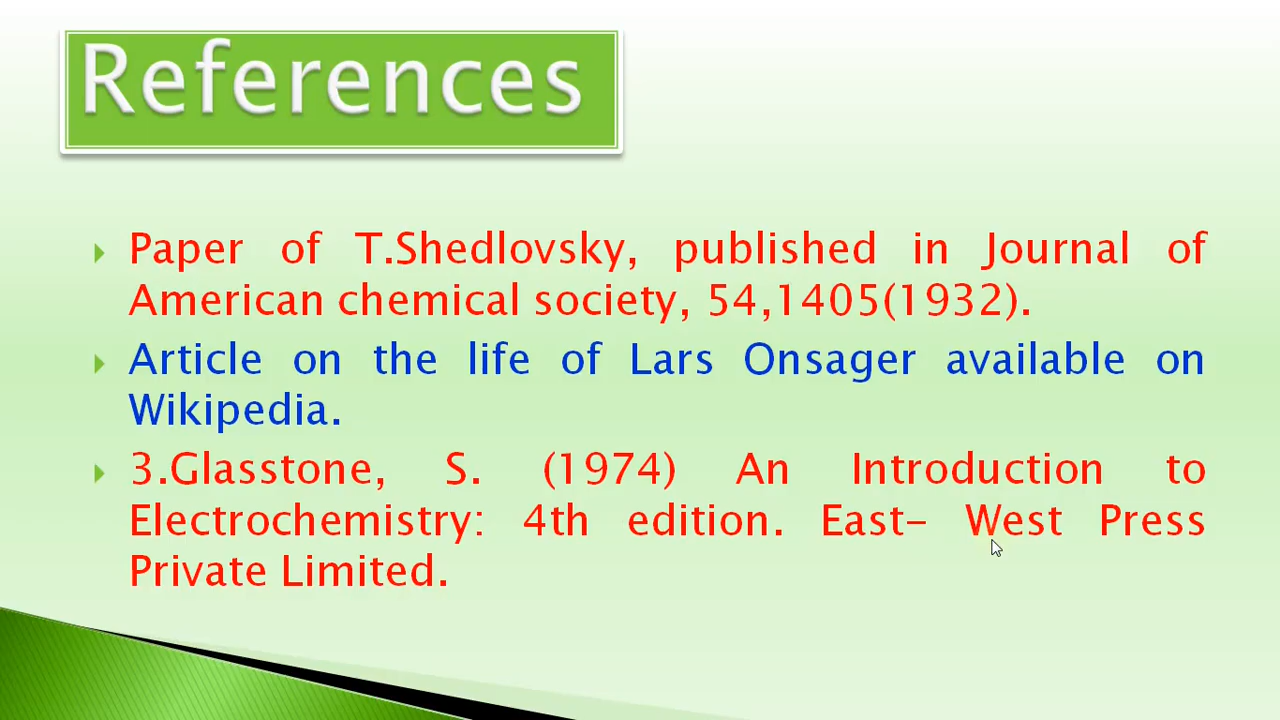 References
Paper of T.Shedlovsky, published in Journal of
American chemical society, 54,1405(1932).
Article on the life of Lars Onsager available on
Wikipedia.
3.Glasstone, S. (1974) An Introduction to
Electrochemistry: 4th edition. East- West Press
Private Limited.